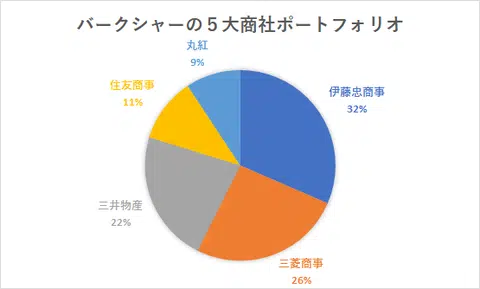 バークシャーの５大商社ポートフォリオ
丸紅
9%
住友商事
11%
伊藤忠商事
32%
三井物産
22%
三菱商事
26%